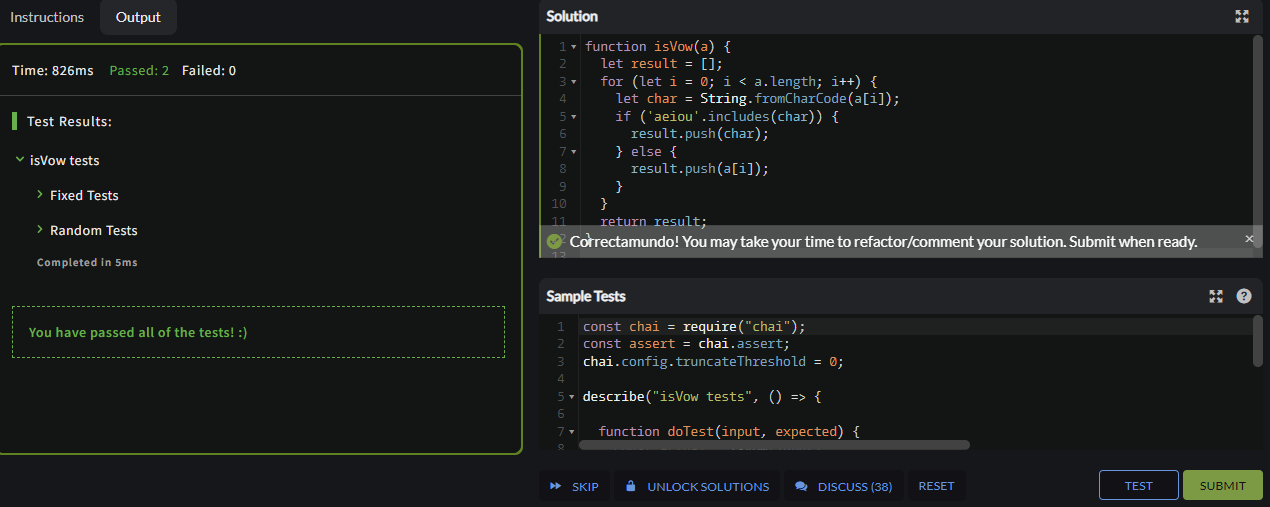 Instructions
Output
Time: 826ms Passed: 2 Failed: 0
Test Results:
isVow tests
Fixed Tests
Random Tests
Completed in 5ms
You have passed all of the tests! :)
Solution
1 function isVow(a) {
2 let result = [];
3 for (let i = 0; i < a.length; i++) {
4 let char = String.fromCharCode(a[i]);
5 if ('aeiou'.includes(char)) {
6 result.push(char);
7 } else {
8 result.push(a[i]);
9 }
10 }
11 return result;
12 }
Correctamundo! You may take your time to refactor/comment your solution. Submit when ready.
13
Sample Tests
1 const chai = require("chai");
2 const assert = chai.assert;
3 chai.config.truncateThreshold = 0;
4
5 describe("isVow tests", () => {
6
7 function doTest(input, expected) {
8
SKIP
UNLOCK SOLUTIONS
DISCUSS (38)
RESET
TEST
SUBMIT